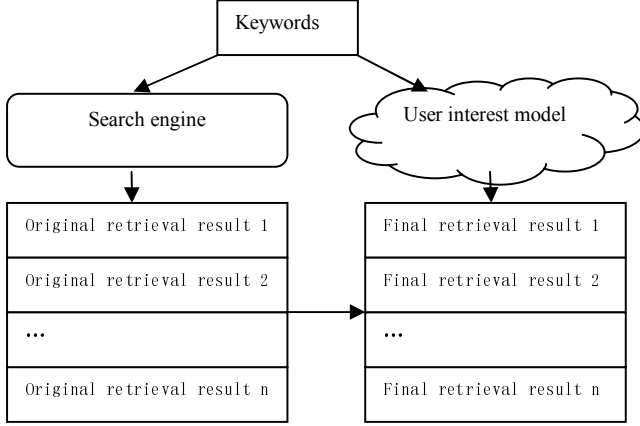 Keywords
Search engine
User interest model
Original retrieval result 1
Original retrieval result 2
...
Original retrieval result n
Final retrieval result 1
Final retrieval result 2
...
Final retrieval result n